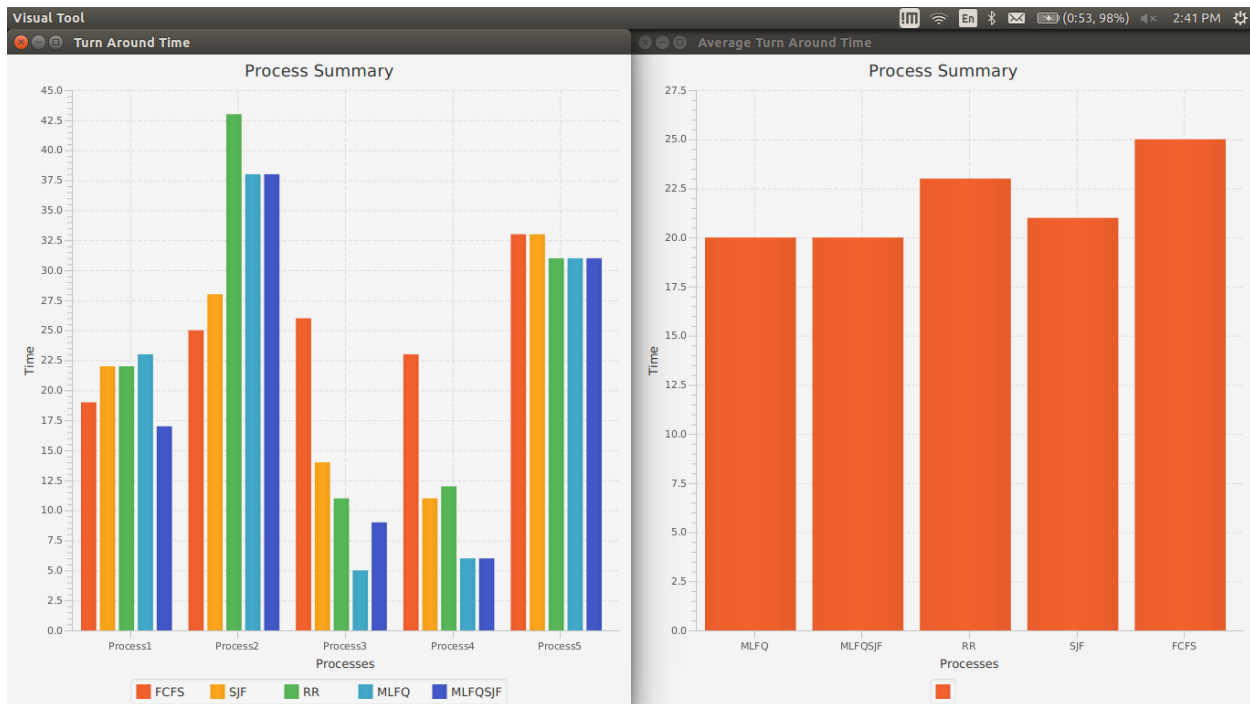 Visual Tool
!m En (0:53, 98%) 2:41 PM
Turn Around Time
Process Summary
45.0
42.5
40.0
37.5
35.0
32.5
30.0
27.5
25.0
22.5
20.0
17.5
15.0
12.5
10.0
7.5
5.0
2.5
0.0
Time
Process1 Process2 Process3 Process4 Process5
Processes
FCFS SJF RR MLFQ MLFQSJF
Average Turn Around Time
Process Summary
27.5
25.0
22.5
20.0
17.5
15.0
12.5
10.0
7.5
5.0
2.5
0.0
Time
MLFQ MLFQSJF RR SJF FCFS
Processes